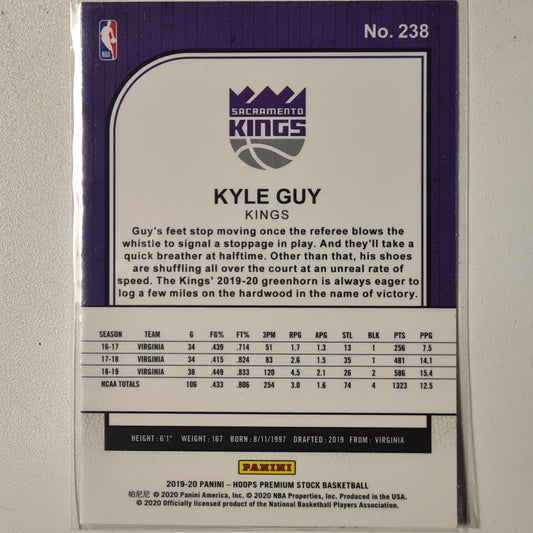 NBA
No. 238
SACRAMENTO
KINGS
KYLE GUY
KINGS
Guy's feet stop moving once the referee blows the
whistle to signal a stoppage in play. And they'll take a
quick breather at halftime. Other than that, his shoes
are shuffling all over the court at an unreal rate of
speed. The Kings' 2019-20 greenhorn is always eager to
log a few miles on the hardwood in the name of victory.
SEASON TEAM G FG% FT% 3PM RPG APG STL BLK PTS PPG
16-17 VIRGINIA 34 .439 .714 51 1.7 1.3 13 1 256 7.5
17-18 VIRGINIA 34 .415 .824 83 2.6 1.5 35 1 481 14.1
18-19 VIRGINIA 38 .449 .833 120 4.5 2.1 26 2 586 15.4
NCAA TOTALS 106 .433 .806 254 3.0 1.6 74 4 1323 12.5
HEIGHT: 6'1" WEIGHT: 167 BORN: 8/11/1997 DRAFTED: 2019 FROM: VIRGINIA
PANINI
2019-20 PANINI – HOOPS PREMIUM STOCK BASKETBALL
帕尼尼 © 2020 Panini America, Inc. © 2020 NBA Properties, Inc. Produced in the USA.
© 2020 Officially licensed product of the National Basketball Players Association.